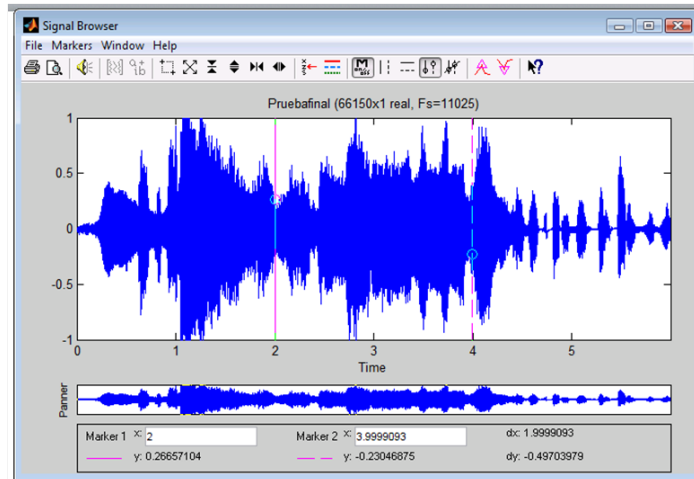 Signal Browser
File Markers Window Help
Pruebafinal (66150x1 real, Fs=11025)
1
0.5
0
-0.5
-1
0 1 2 3 4 5
Time
Panner
Marker 1 x: 2 Marker 2 x: 3.9999093 dx: 1.9999093
y: 0.26657104 y: -0.23046875 dy: -0.49703979